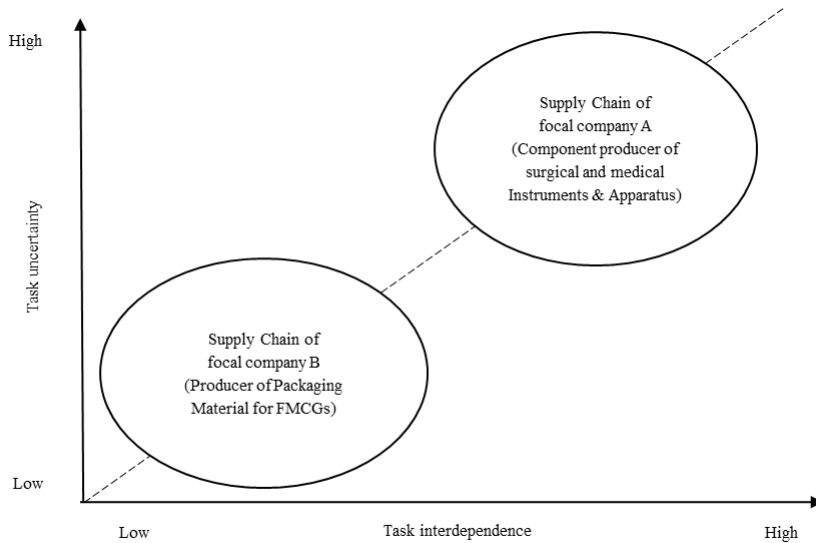 High
Supply Chain of
focal company A
(Component producer of
surgical and medical
Instruments & Apparatus)
Task uncertainty
Supply Chain of
focal company B
(Producer of Packaging
Material for FMCGs)
Low
Low
Task interdependence
High